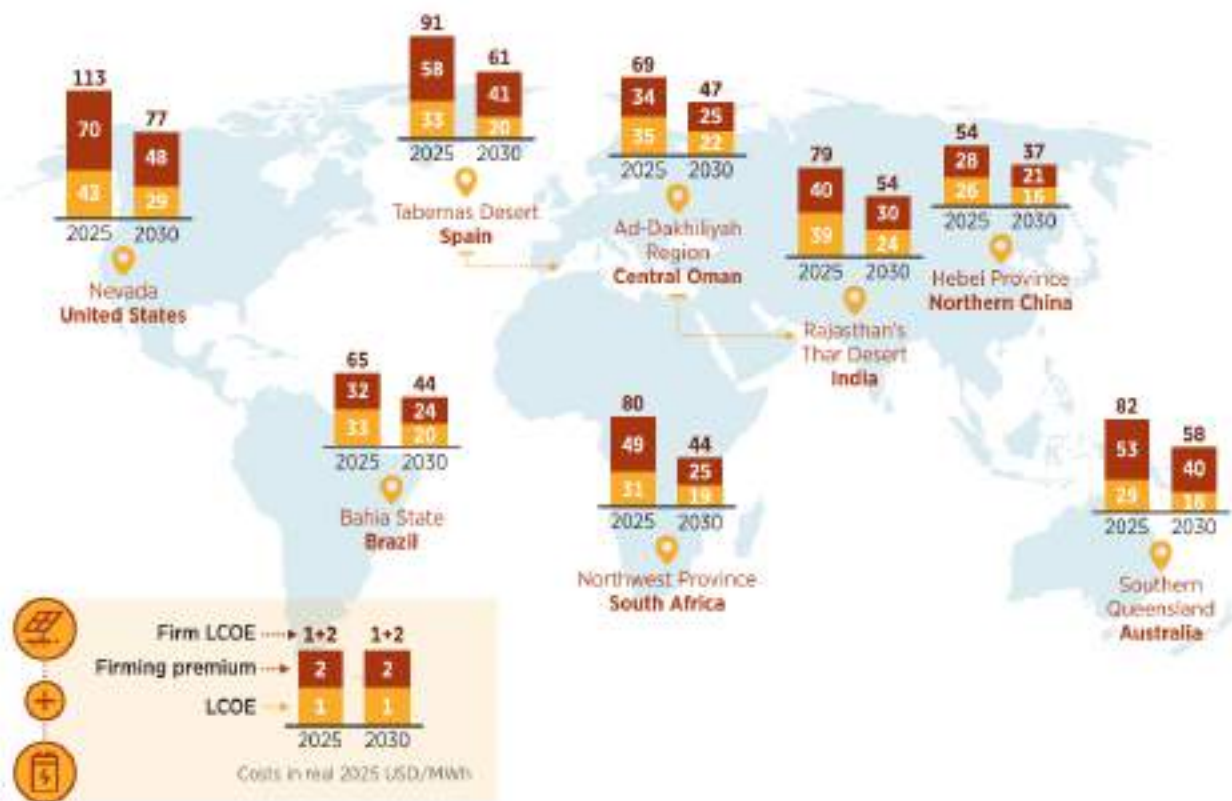 113
70
43
77
48
29
2025 2030
Nevada
United States
91
58
33
61
41
20
2025 2030
Tabernas Desert
Spain
69
34
35
47
25
22
2025 2030
Ad-Dakhiliyah
Region
Central Oman
79
40
39
54
30
24
2025 2030
Rajasthan's
Thar Desert
India
54
28
26
37
21
16
2025 2030
Hebei Province
Northern China
65
32
33
44
24
20
2025 2030
Bahia State
Brazil
80
49
31
44
25
19
2025 2030
Northwest Province
South Africa
82
53
29
58
40
18
2025 2030
Southern
Queensland
Australia
Firm LCOE 1+2 1+2
Firming premium 2 2
LCOE 1 1
2025 2030
Costs in real 2025 USD/MWh